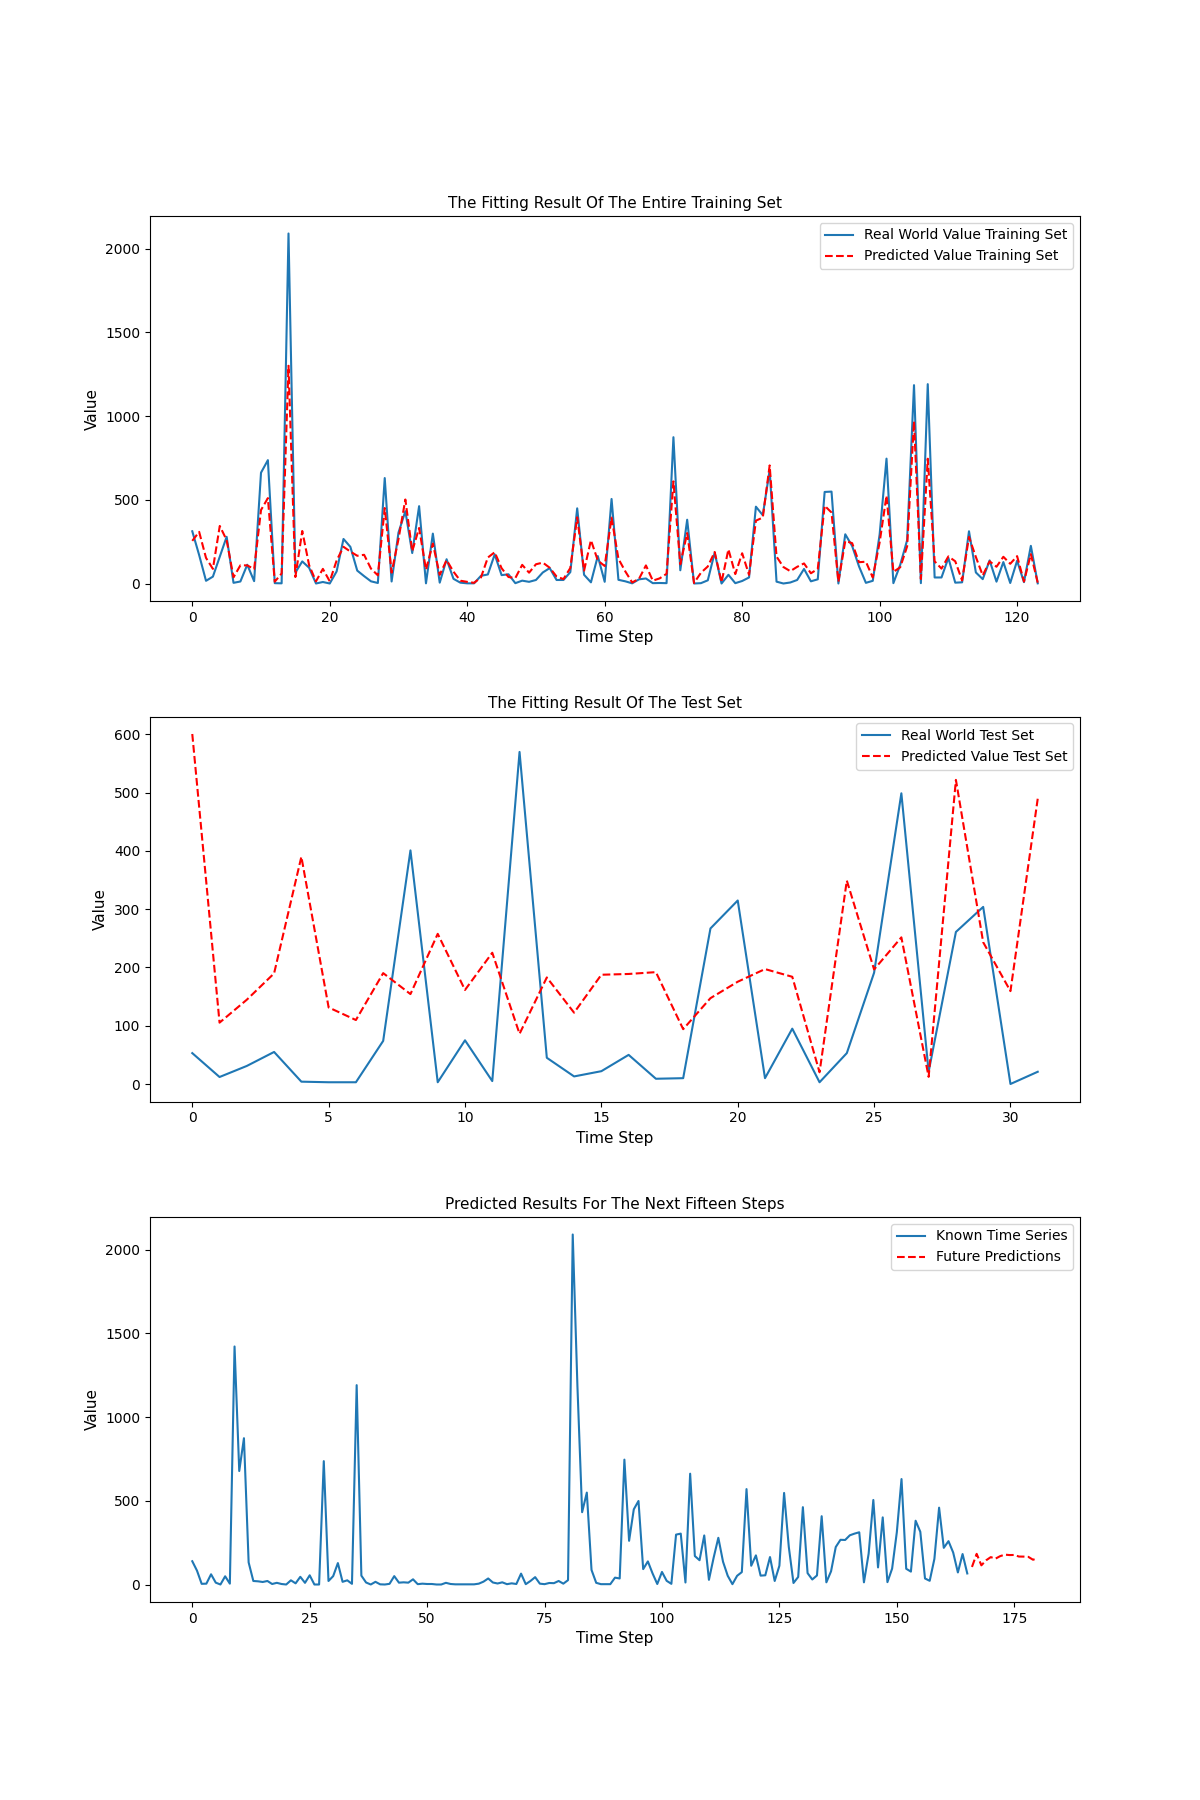 The Fitting Result Of The Entire Training Set
Real World Value Training Set
Predicted Value Training Set
2000
1500
1000
500
0
Value
0 20 40 60 80 100 120
Time Step
The Fitting Result Of The Test Set
Real World Test Set
Predicted Value Test Set
600
500
400
300
200
100
0
Value
0 5 10 15 20 25 30
Time Step
Predicted Results For The Next Fifteen Steps
Known Time Series
Future Predictions
2000
1500
1000
500
0
Value
0 25 50 75 100 125 150 175
Time Step